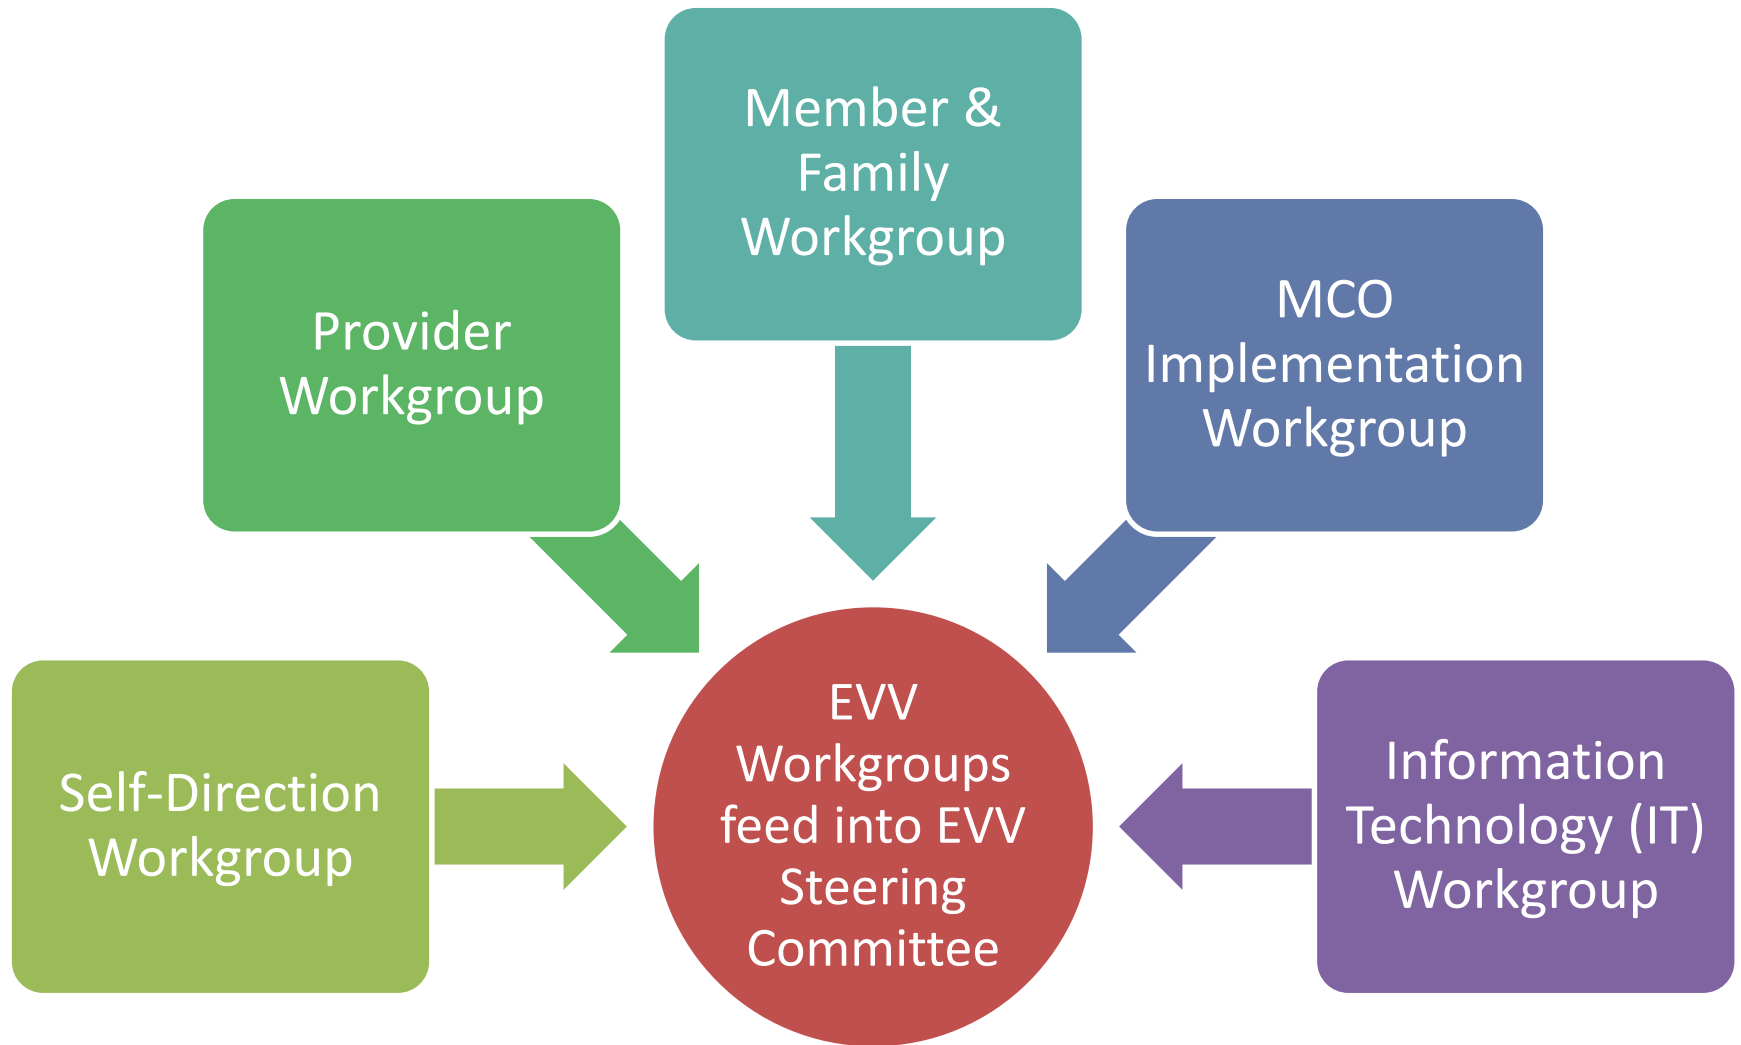 Member &
Family
Workgroup
Provider
Workgroup
MCO
Implementation
Workgroup
Self-Direction
Workgroup
EVV
Workgroups
feed into EVV
Steering
Committee
Information
Technology (IT)
Workgroup